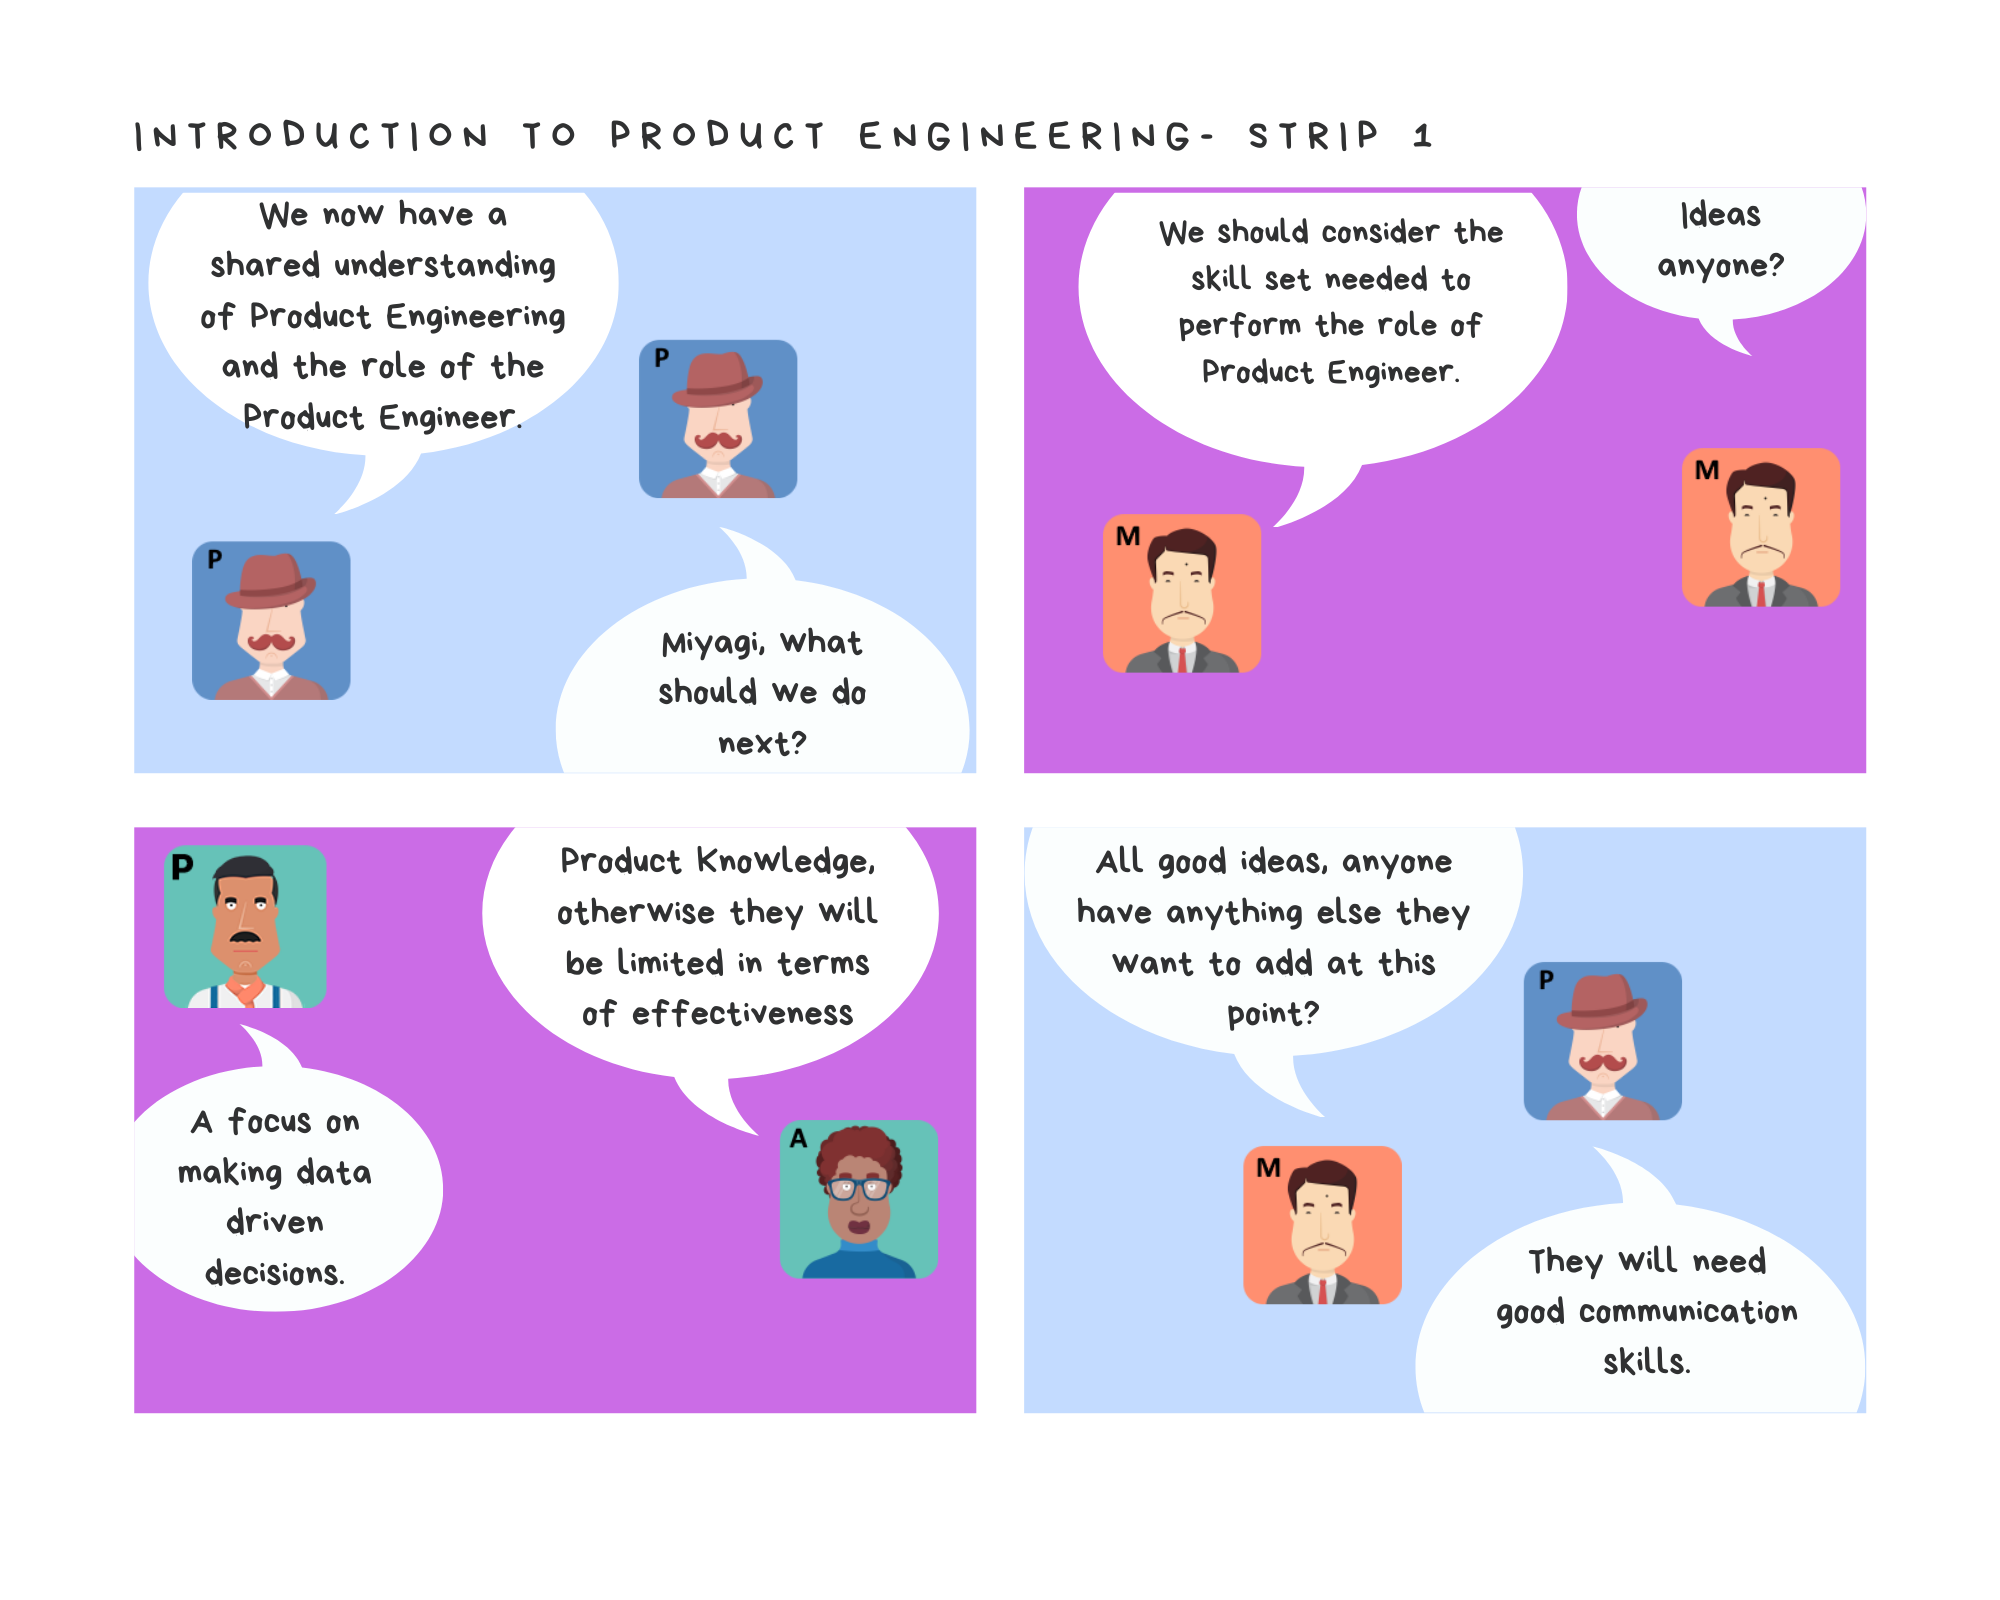 INTRODUCTION TO PRODUCT ENGINEERING- STRIP 1
We now have a
shared understanding
of Product Engineering
and the role of the
Product Engineer.
P
P
Miyagi, what
should we do
next?
We should consider the
skill set needed to
perform the role of
Product Engineer.
Ideas
anyone?
M
M
P
A focus on
making data
driven
decisions.
Product Knowledge,
otherwise they will
be limited in terms
of effectiveness
A
All good ideas, anyone
have anything else they
want to add at this
point?
M
P
They will need
good communication
skills.